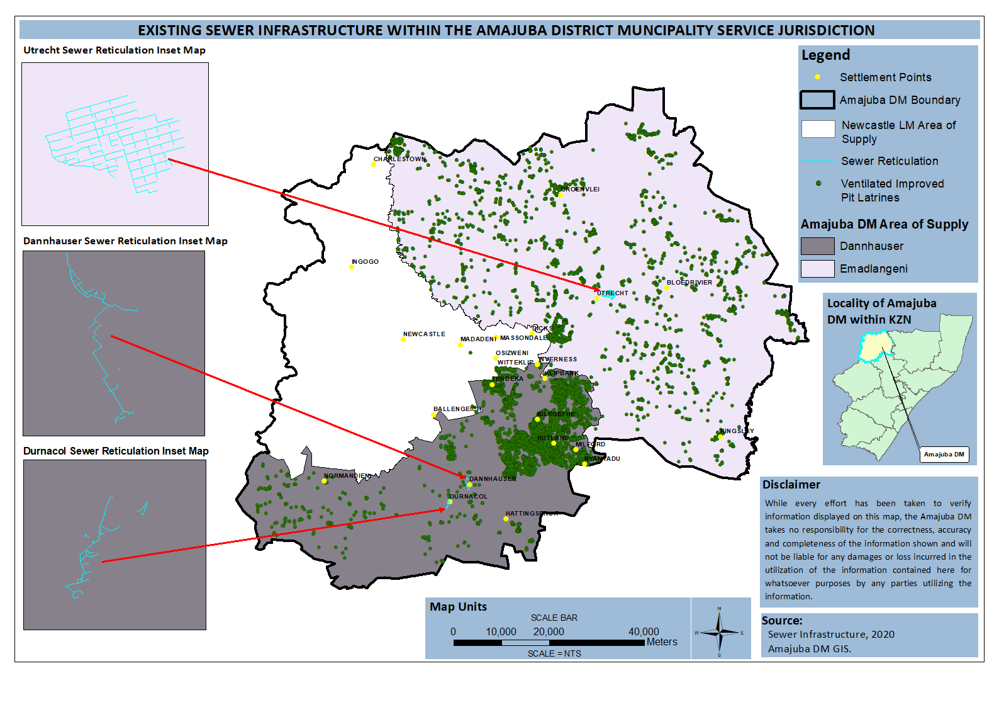 EXISTING SEWER INFRASTRUCTURE WITHIN THE AMAJUBA DISTRICT MUNCIPALITY SERVICE JURISDICTION
Utrecht Sewer Reticulation Inset Map
Dannhauser Sewer Reticulation Inset Map
Durnacol Sewer Reticulation Inset Map
CHARLESTOWN
GROENVLEI
INGOGO
UTRECHT
BLOEDRIVIER
NEWCASTLE
MADADENI
MASSONDALE
DICKS
OSIZWENI
WITTEKLIP
INVERNESS
KLIPBANK
TENDEKA
BALLENGEICH
KILEGETHE
RUTLAND
MILFORD
KINGSLEY
NYANYADU
NORMANDIEN
DANNHAUSER
DURNACOL
HATTINGSPRUIT
Legend
Settlement Points
Amajuba DM Boundary
Newcastle LM Area of
Supply
Sewer Reticulation
Ventilated Improved
Pit Latrines
Amajuba DM Area of Supply
Dannhauser
Emadlangeni
Locality of Amajuba
DM within KZN
Amajuba DM
Disclaimer
While every effort has been taken to verify
information displayed on this map, the Amajuba DM
takes no responsibility for the correctness, accuracy
and completeness of the information shown and will
not be liable for any damages or loss incurred in the
utilization of the information contained here for
whatsoever purposes by any parties utilizing the
information.
Map Units
SCALE BAR
0 10,000 20,000 40,000
Meters
SCALE = NTS
N
W E
S
Source:
Sewer Infrastructure, 2020
Amajuba DM GIS.